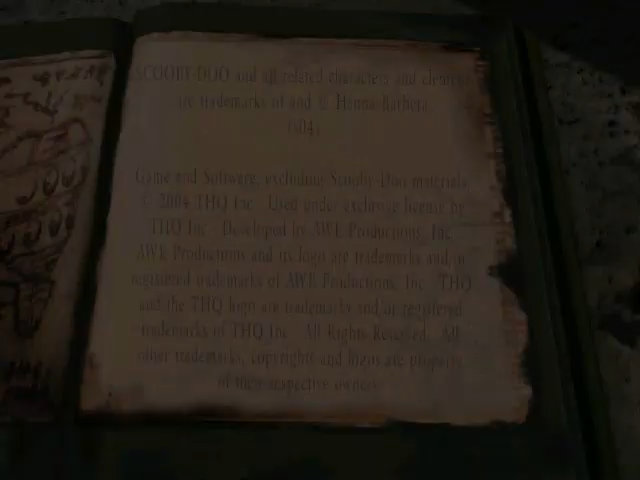 SCOOBY-DOO and all related characters and elements
are trademarks of and © Hanna-Barbera.
(s04)
Game and Software, excluding Scooby-Doo materials
© 2004 THQ Inc. Used under exclusive license by
THQ Inc. Developed by AWE Productions, Inc.
AWE Productions and its logo are trademarks and/or
registered trademarks of AWE Productions, Inc. THQ
and the THQ logo are trademarks and/or registered
trademarks of THQ Inc. All Rights Reserved. All
other trademarks, copyrights and logos are property
of their respective owners.